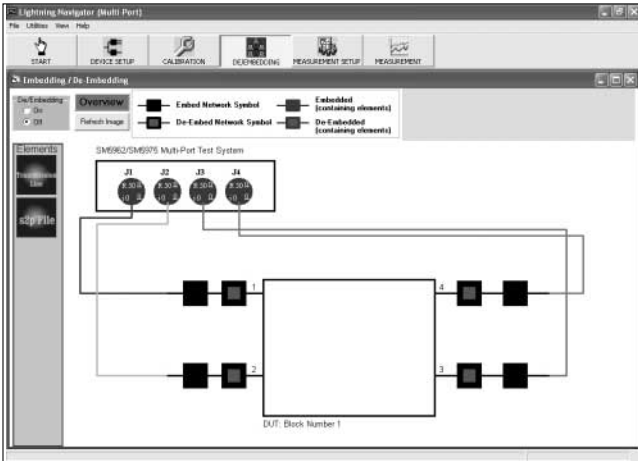 Lightning Navigator (Multi-Port)
File Utilities View Help
START
DEVICE SETUP
CALIBRATION
DE/EMBEDDING
MEASUREMENT SETUP
MEASUREMENT
Embedding / De-Embedding
De/Embedding
On
Off
Overview
Refresh Image
Embed Network Symbol
De-Embed Network Symbol
Embedded
(containing elements)
De-Embedded
(containing elements)
Elements
Transmission
Line
s2p File
SM5962/SM5975 Multi-Port Test System
J1 J2 J3 J4
1
2
4
3
DUT: Block Number 1